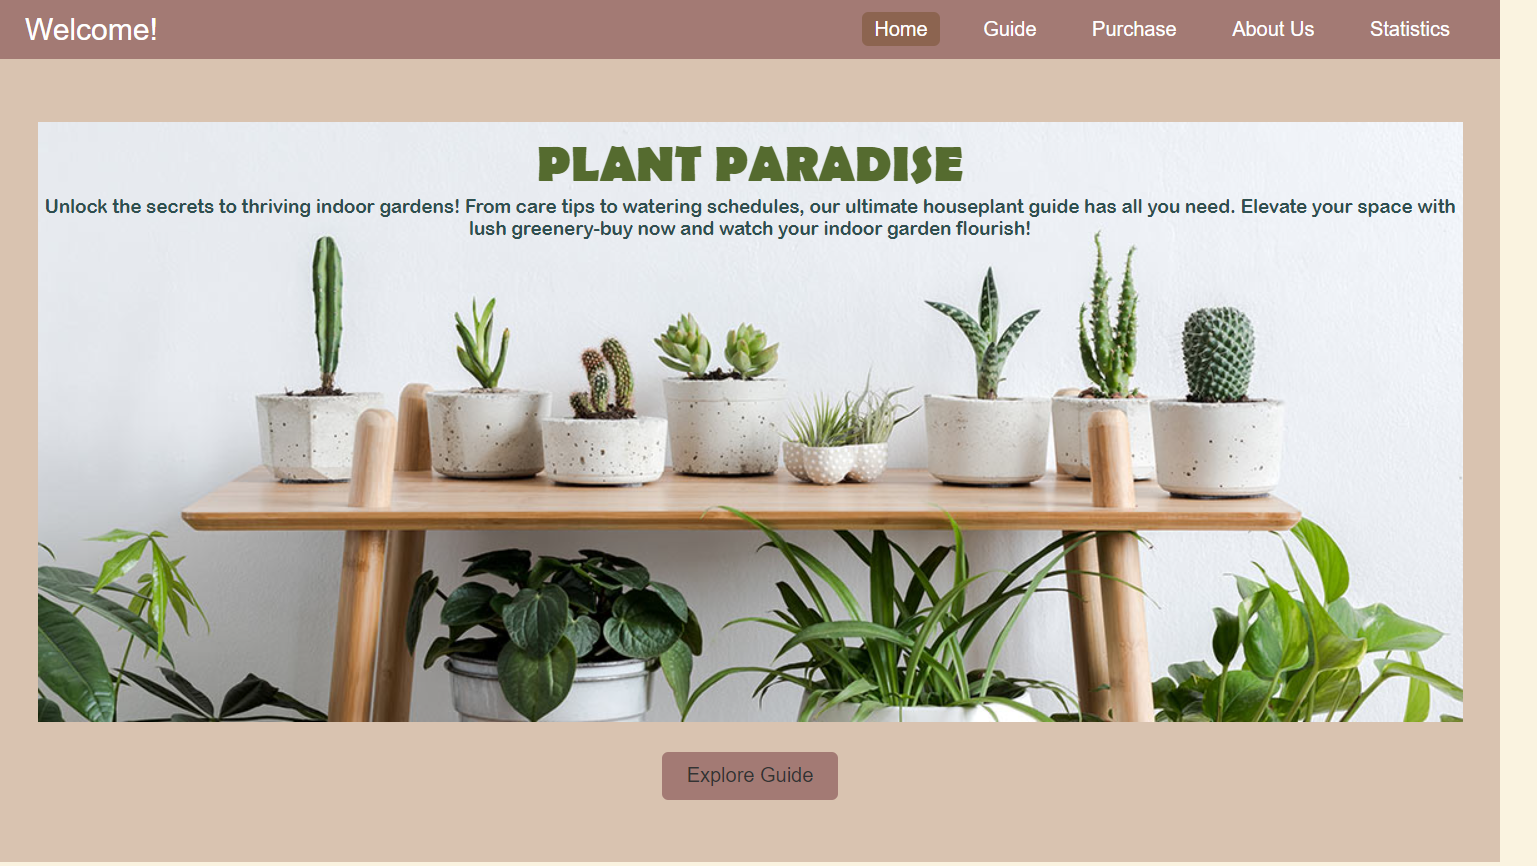 Welcome!
Home Guide Purchase About Us Statistics
PLANT PARADISE
Unlock the secrets to thriving indoor gardens! From care tips to watering schedules, our ultimate houseplant guide has all you need. Elevate your space with
lush greenery-buy now and watch your indoor garden flourish!
Explore Guide